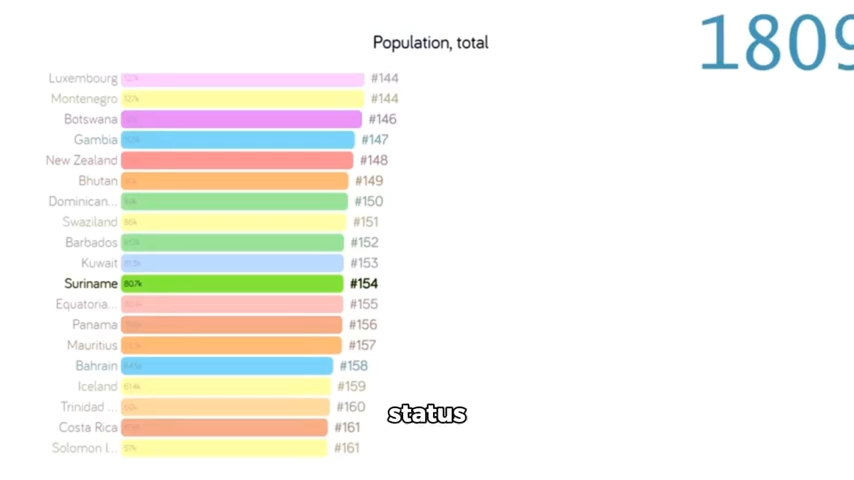 1809
Population, total
Luxembourg #144
Montenegro #144
Botswana #146
Gambia #147
New Zealand #148
Bhutan #149
Dominican... #150
Swaziland 86k #151
Barbados #152
Kuwait #153
Suriname 80.7k #154
Equatoria... #155
Panama #156
Mauritius #157
Bahrain #158
Iceland #159
Trinidad ... #160
status
Costa Rica #161
Solomon I... 57k #161